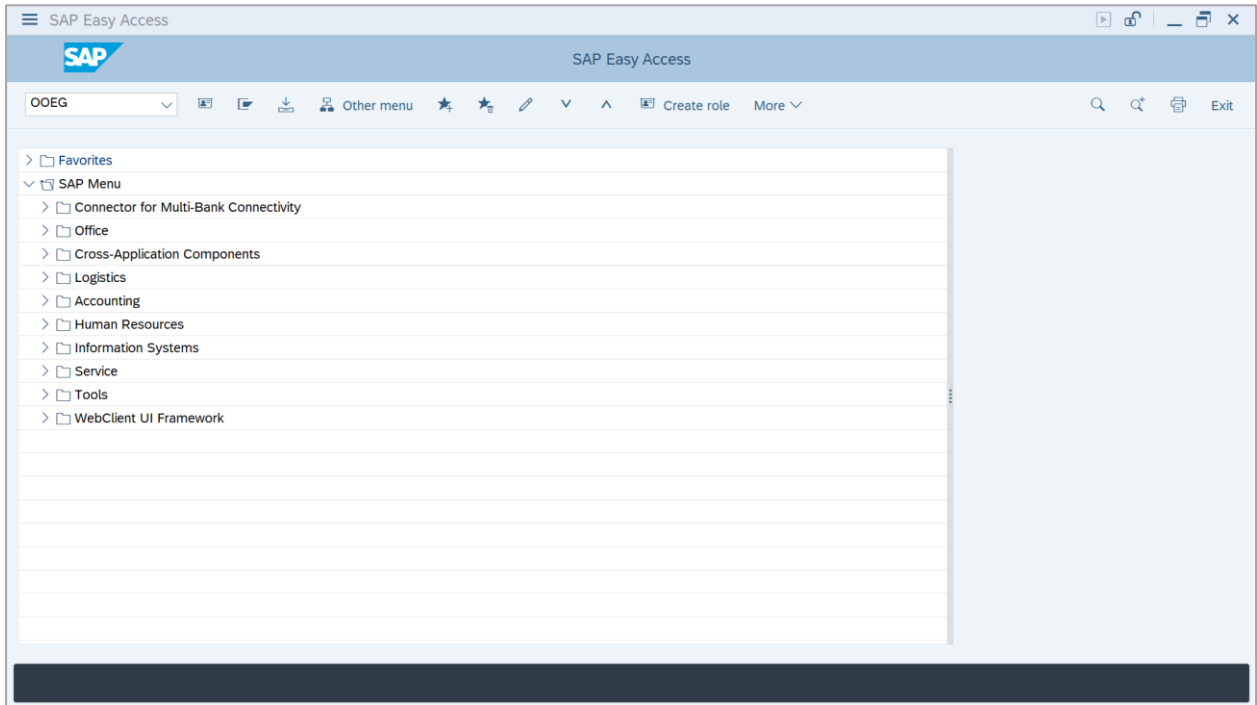 SAP Easy Access
SAP SAP Easy Access
OOEG Other menu Create role More Exit
Favorites
SAP Menu
Connector for Multi-Bank Connectivity
Office
Cross-Application Components
Logistics
Accounting
Human Resources
Information Systems
Service
Tools
WebClient UI Framework